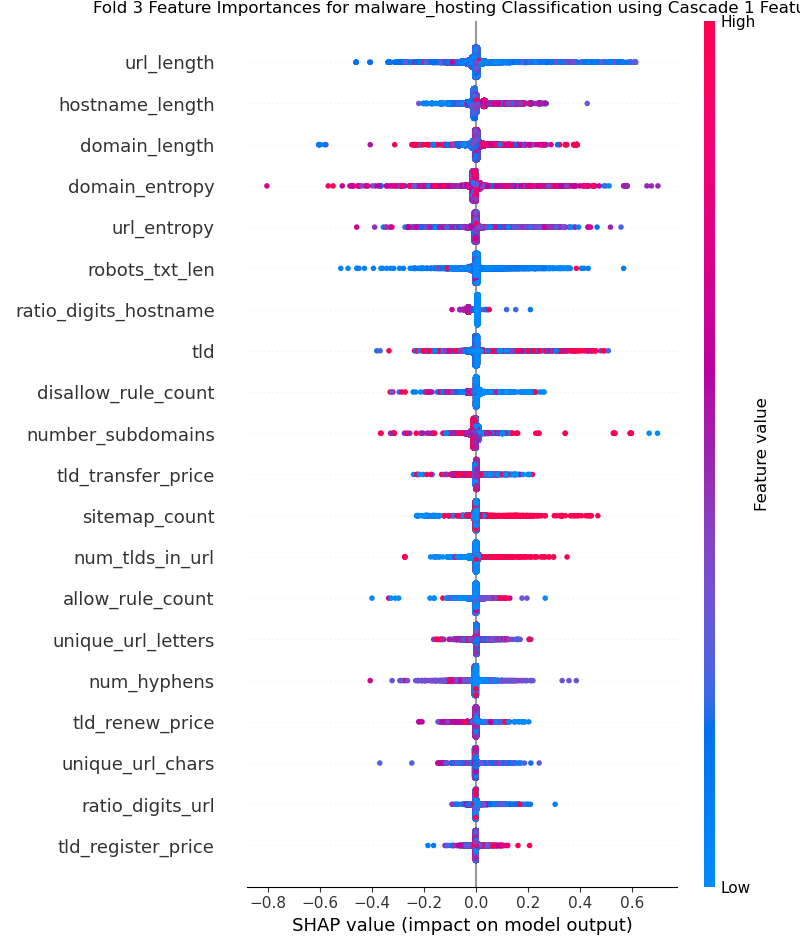 Fold 3 Feature Importances for malware_hosting Classification using Cascade 1 Featu
High
url_length
hostname_length
domain_length
domain_entropy
url_entropy
robots_txt_len
ratio_digits_hostname
tld
disallow_rule_count
number_subdomains
tld_transfer_price
sitemap_count
num_tlds_in_url
allow_rule_count
unique_url_letters
num_hyphens
tld_renew_price
unique_url_chars
ratio_digits_url
tld_register_price
Feature value
Low
−0.8 −0.6 −0.4 −0.2 0.0 0.2 0.4 0.6
SHAP value (impact on model output)